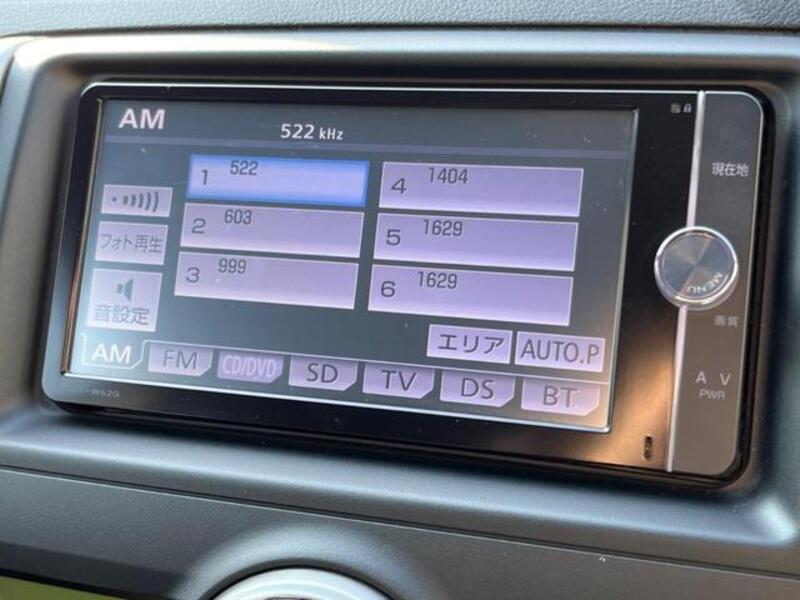 AM
522 kHz
1 522
4 1404
2 603
5 1629
3 999
6 1629
フォト再生
音設定
エリア
AUTO.P
AM
FM
CD/DVD
SD
TV
DS
BT
現在地
MENU
画質
A V
PWR